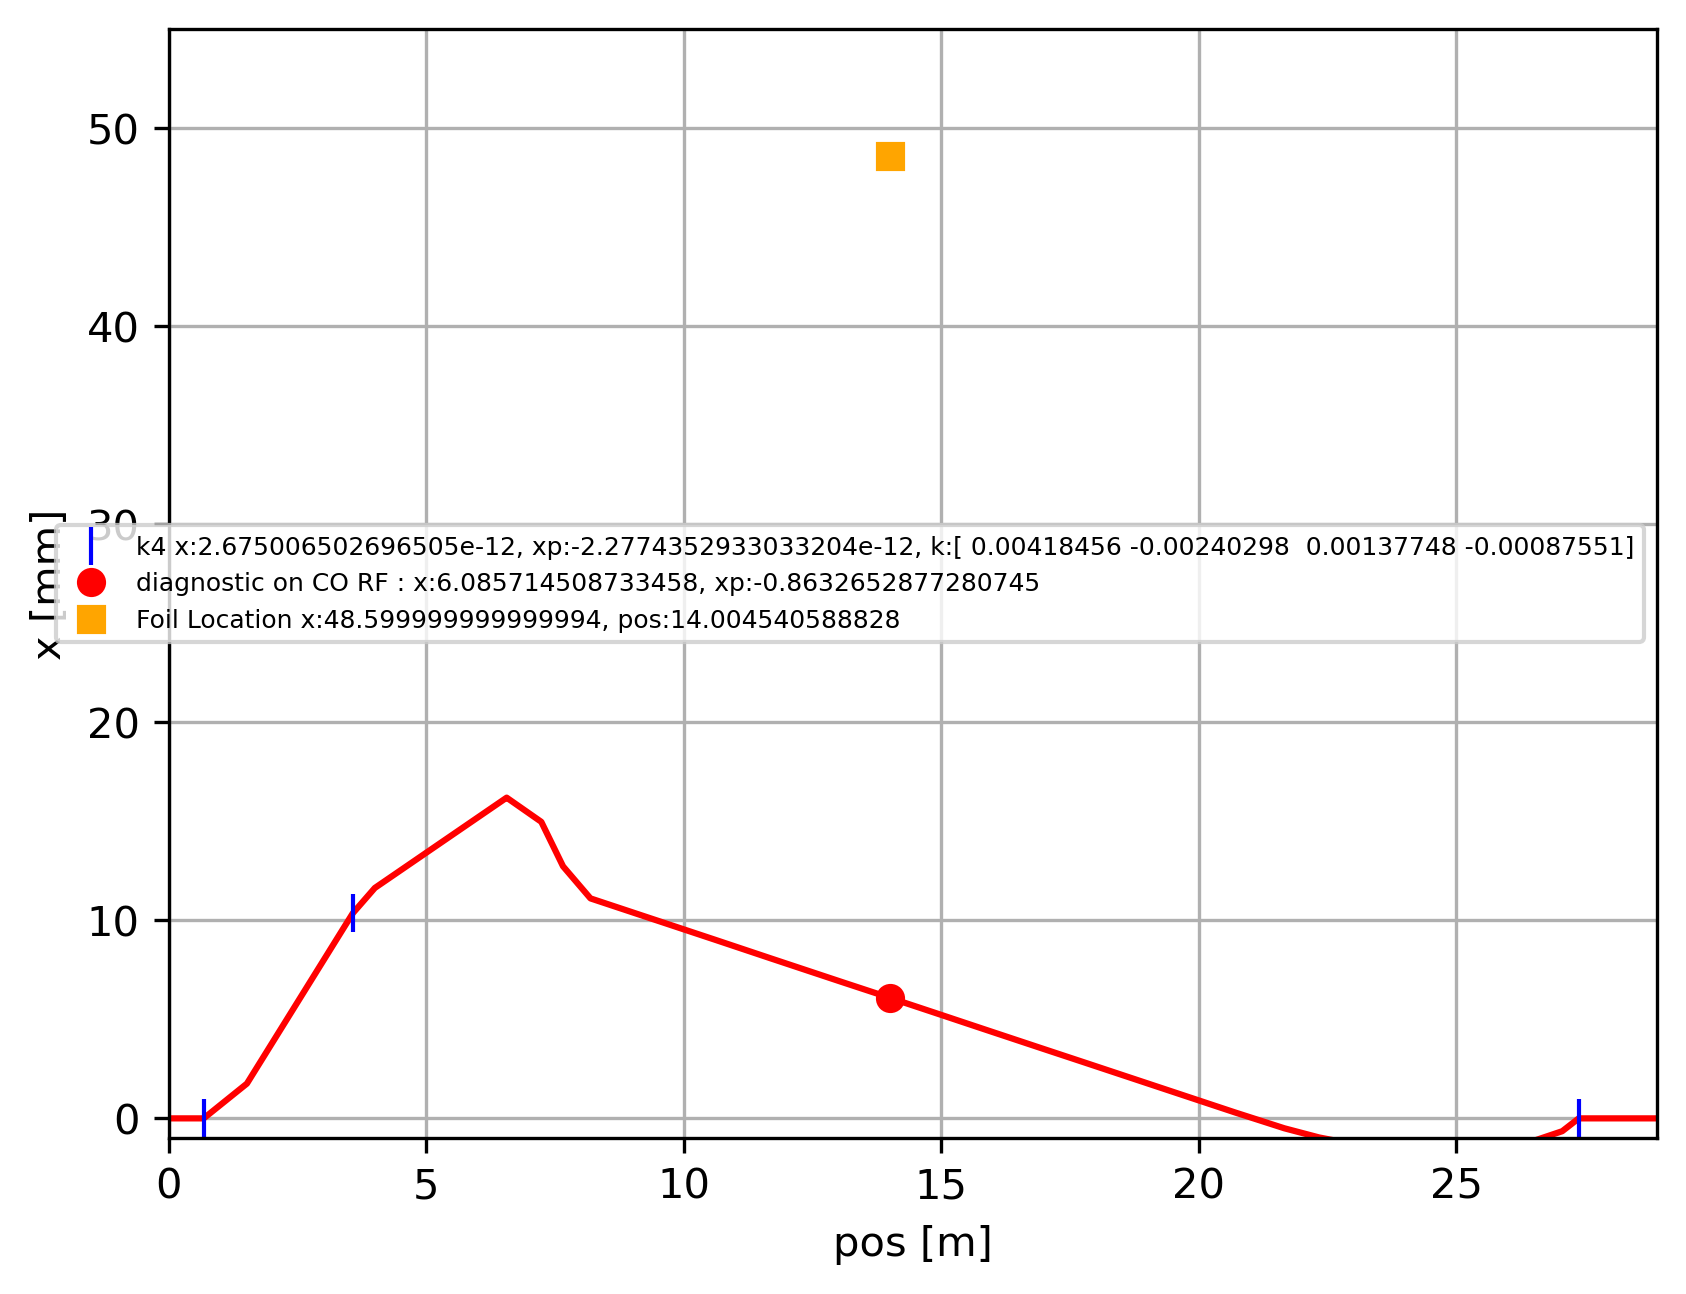 50
40
30
20
10
0
x [mm]
k4 x:2.675006502696505e-12, xp:-2.2774352933033204e-12, k:[ 0.00418456 -0.00240298  0.00137748 -0.00087551]
diagnostic on CO RF : x:6.085714508733458, xp:-0.8632652877280745
Foil Location x:48.599999999999994, pos:14.004540588828
0 5 10 15 20 25
pos [m]